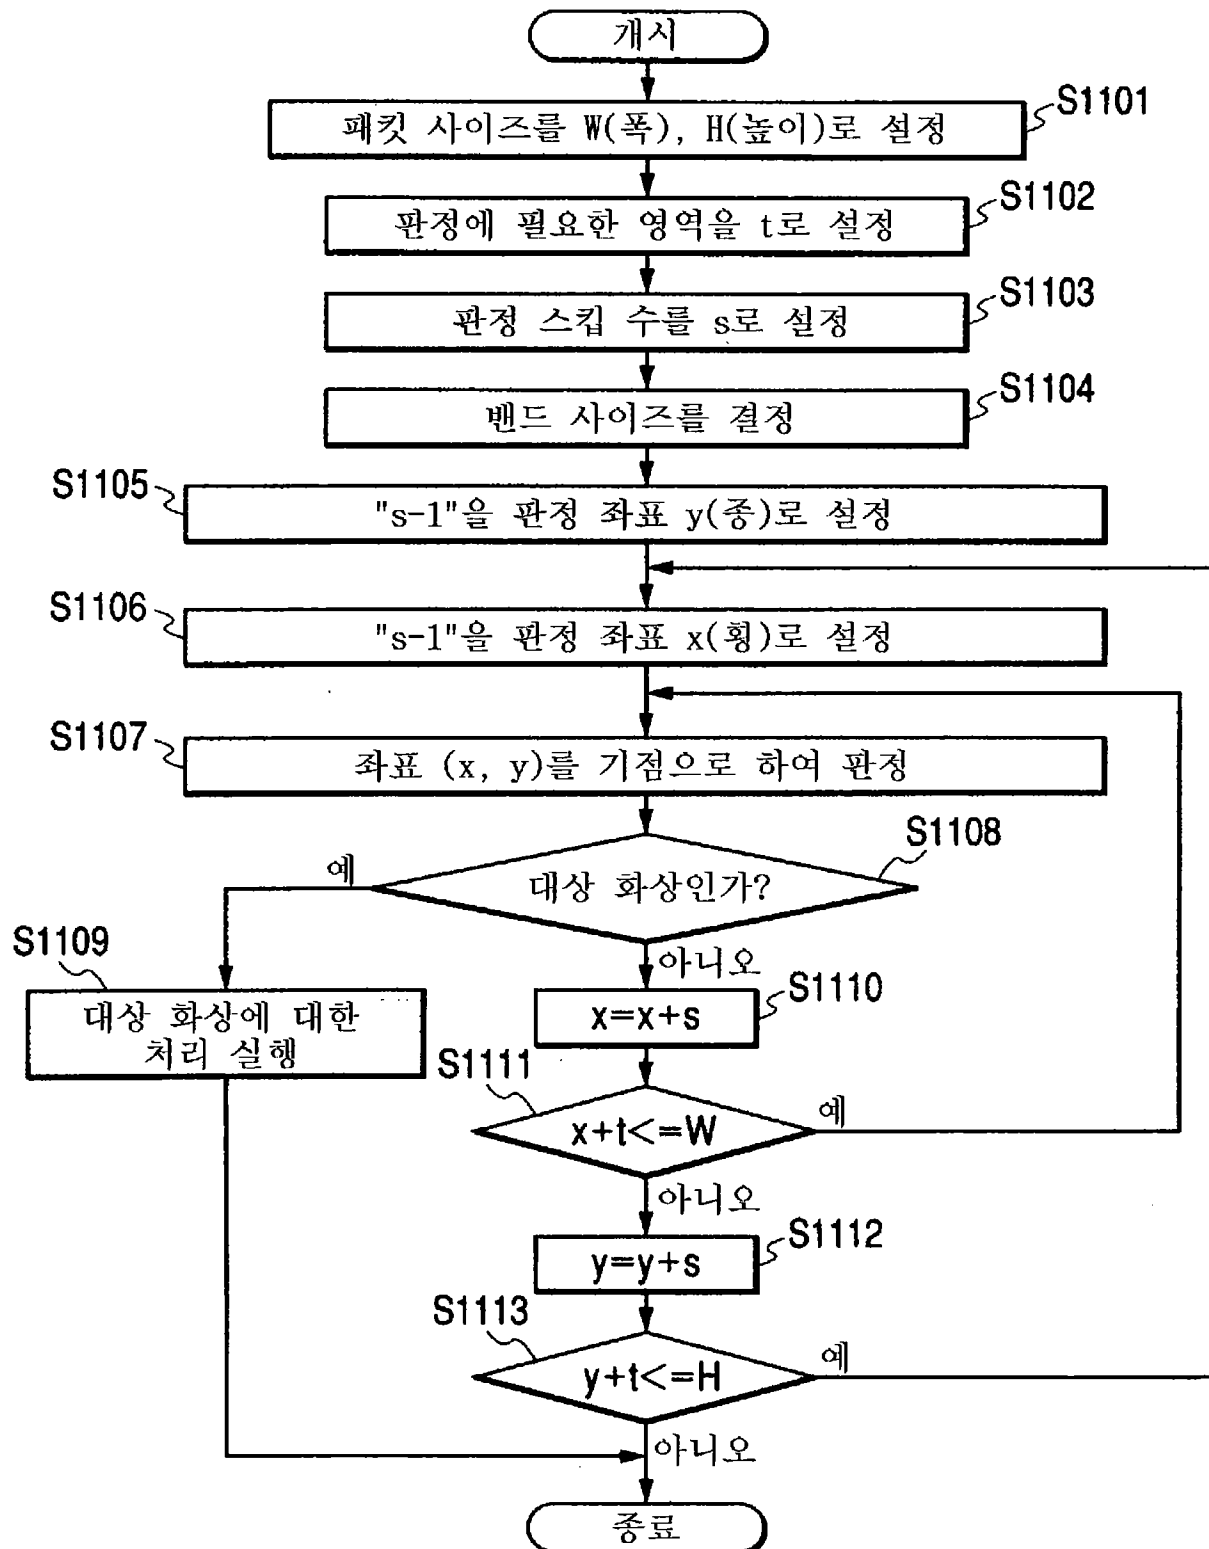 개시
패킷 사이즈를 W(폭), H(높이)로 설정
S1101
판정에 필요한 영역을 t로 설정
S1102
판정 스킵 수를 s로 설정
S1103
밴드 사이즈를 결정
S1104
S1105
"s-1"을 판정 좌표 y(종)로 설정
S1106
"s-1"을 판정 좌표 x(횡)로 설정
S1107
좌표 (x, y)를 기점으로 하여 판정
S1108
예
대상 화상인가?
아니오
S1109
대상 화상에 대한
처리 실행
S1110
x=x+s
S1111
x+t<=W
예
아니오
S1112
y=y+s
S1113
y+t<=H
예
아니오
종료